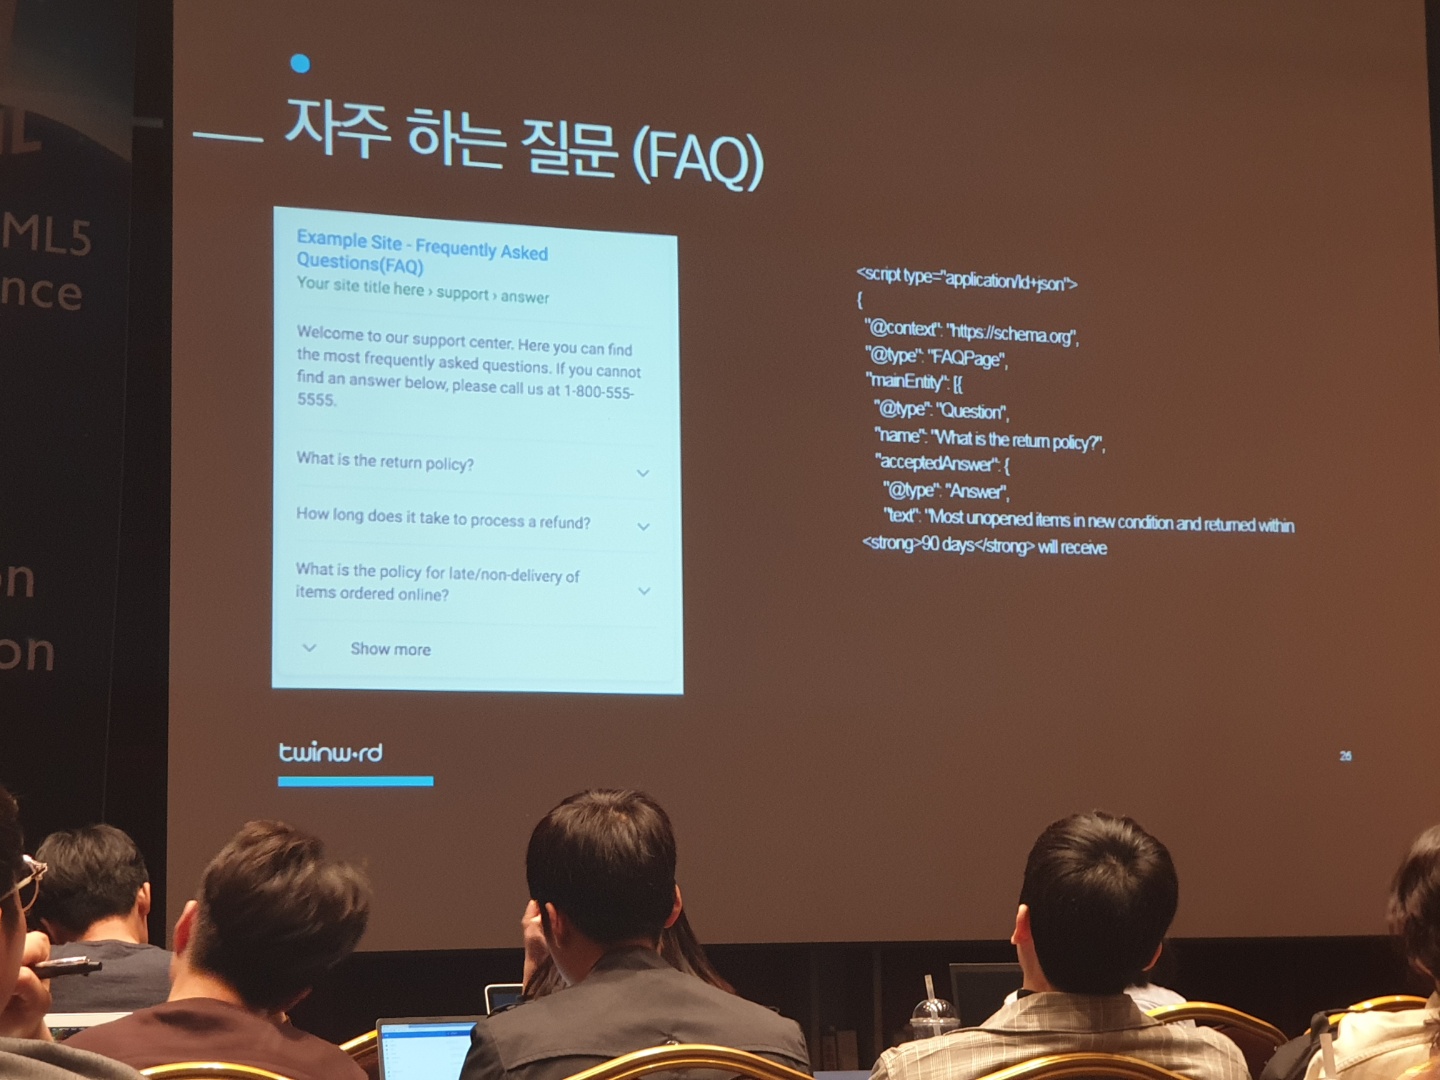 ML5
nce
on
자주 하는 질문 (FAQ)
Example Site - Frequently Asked
Questions(FAQ)
Your site title here › support › answer
Welcome to our support center. Here you can find
the most frequently asked questions. If you cannot
find an answer below, please call us at 1-800-555-
5555.
What is the return policy?
How long does it take to process a refund?
What is the policy for late/non-delivery of
items ordered online?
Show more
<script type="application/ld+json">
{
"@context": "https://schema.org",
"@type": "FAQPage",
"mainEntity": [{
"@type": "Question",
"name": "What is the return policy?",
"acceptedAnswer": {
"@type": "Answer",
"text": "Most unopened items in new condition and returned within
<strong>90 days</strong> will receive
twinword
26